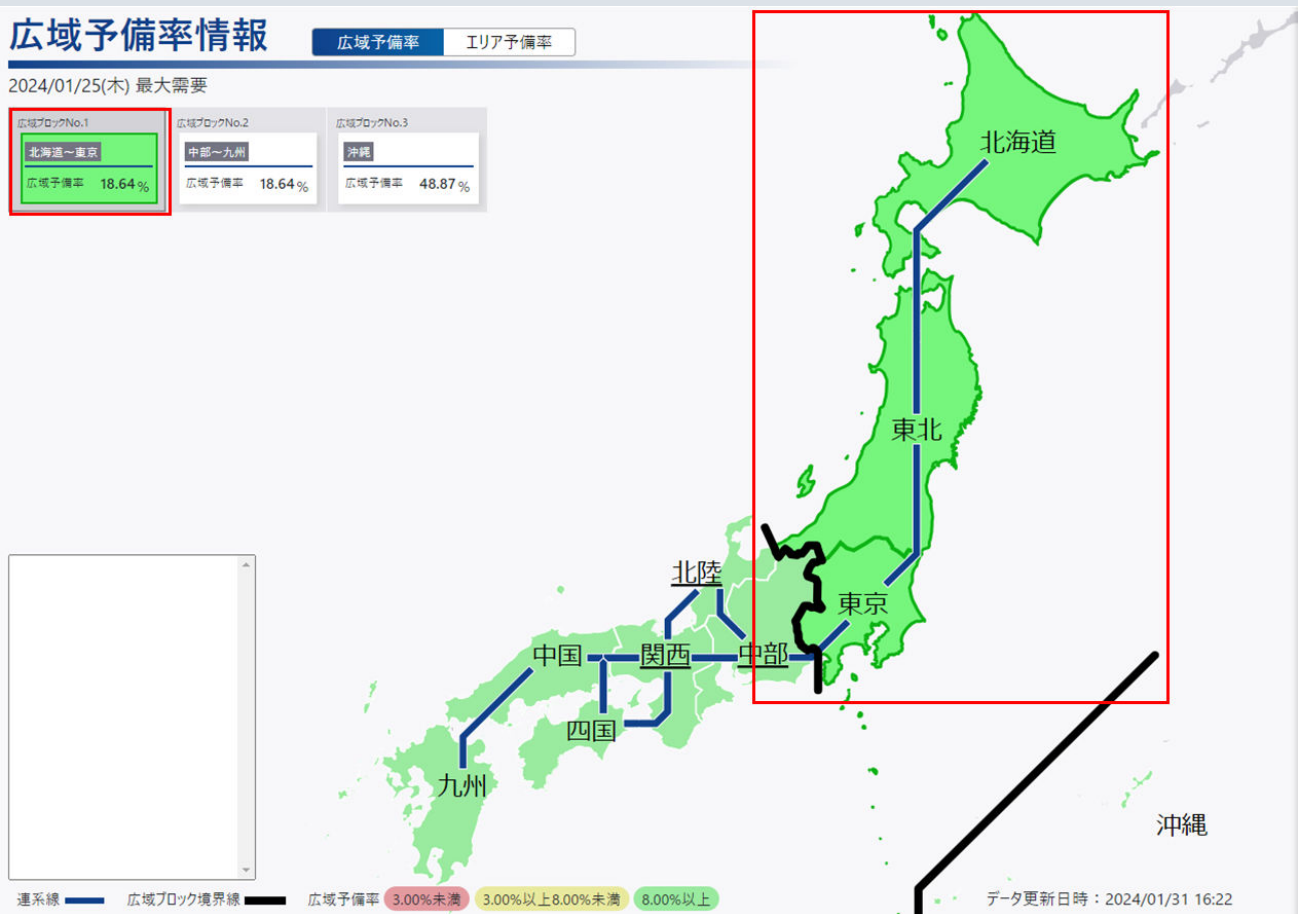 広域予備率情報
広域予備率 エリア予備率
2024/01/25(木) 最大需要
広域ブロックNo.1
北海道～東京
広域予備率 18.64%
広域ブロックNo.2
中部～九州
広域予備率 18.64%
広域ブロックNo.3
沖縄
広域予備率 48.87%
北海道
東北
東京
北陸
中部
関西
中国
四国
九州
沖縄
連系線 広域ブロック境界線 広域予備率 3.00%未満 3.00%以上8.00%未満 8.00%以上
データ更新日時：2024/01/31 16:22